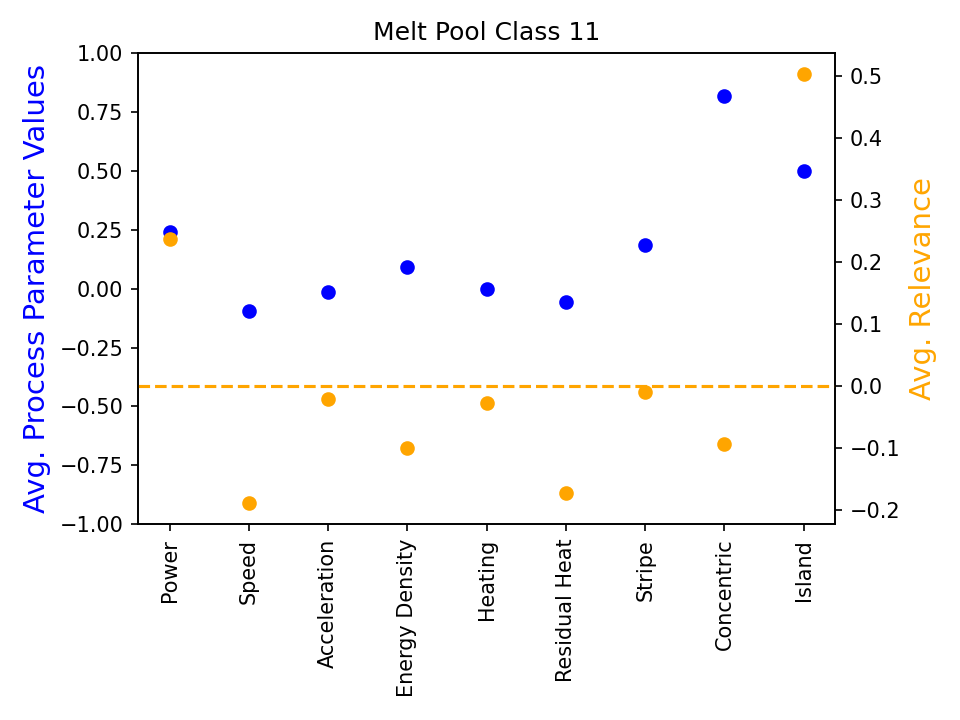 Melt Pool Class 11
Avg. Process Parameter Values
1.00
0.75
0.50
0.25
0.00
−0.25
−0.50
−0.75
−1.00
0.5
0.4
0.3
0.2
0.1
0.0
−0.1
−0.2
Avg. Relevance
Power
Speed
Acceleration
Energy Density
Heating
Residual Heat
Stripe
Concentric
Island